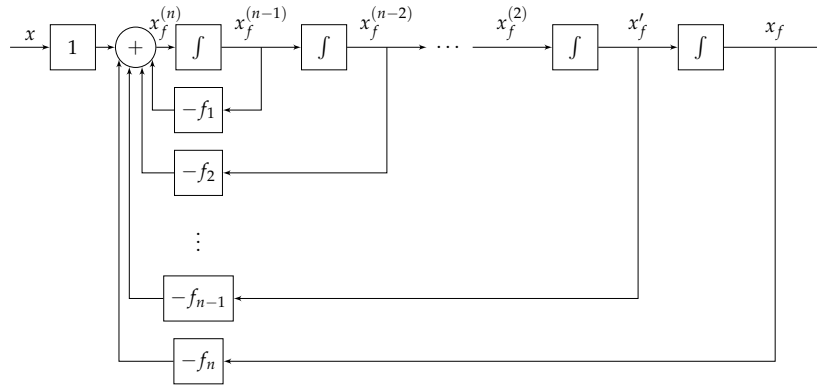 x 1 + x_f^{(n)} ∫ x_f^{(n−1)} ∫ x_f^{(n−2)} ⋯ x_f^{(2)} ∫ x′_f ∫ x_f
−f_1
−f_2
⋮
−f_{n−1}
−f_n